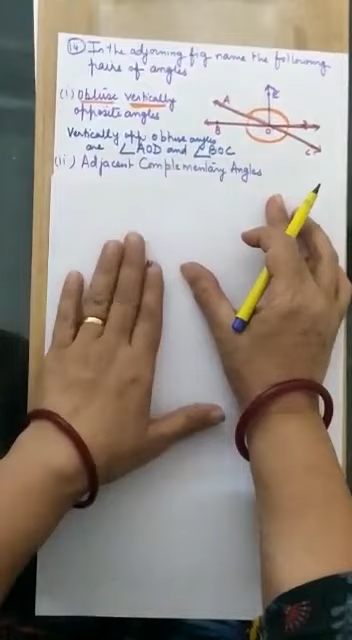 14 In the adjoining fig name the following
pairs of angles
(i) Obtuse vertically
opposite angles
Vertically opp obtuse angles
are ∠AOD and ∠BOC
(ii) Adjacent Complementary Angles
A
E
B
O
C